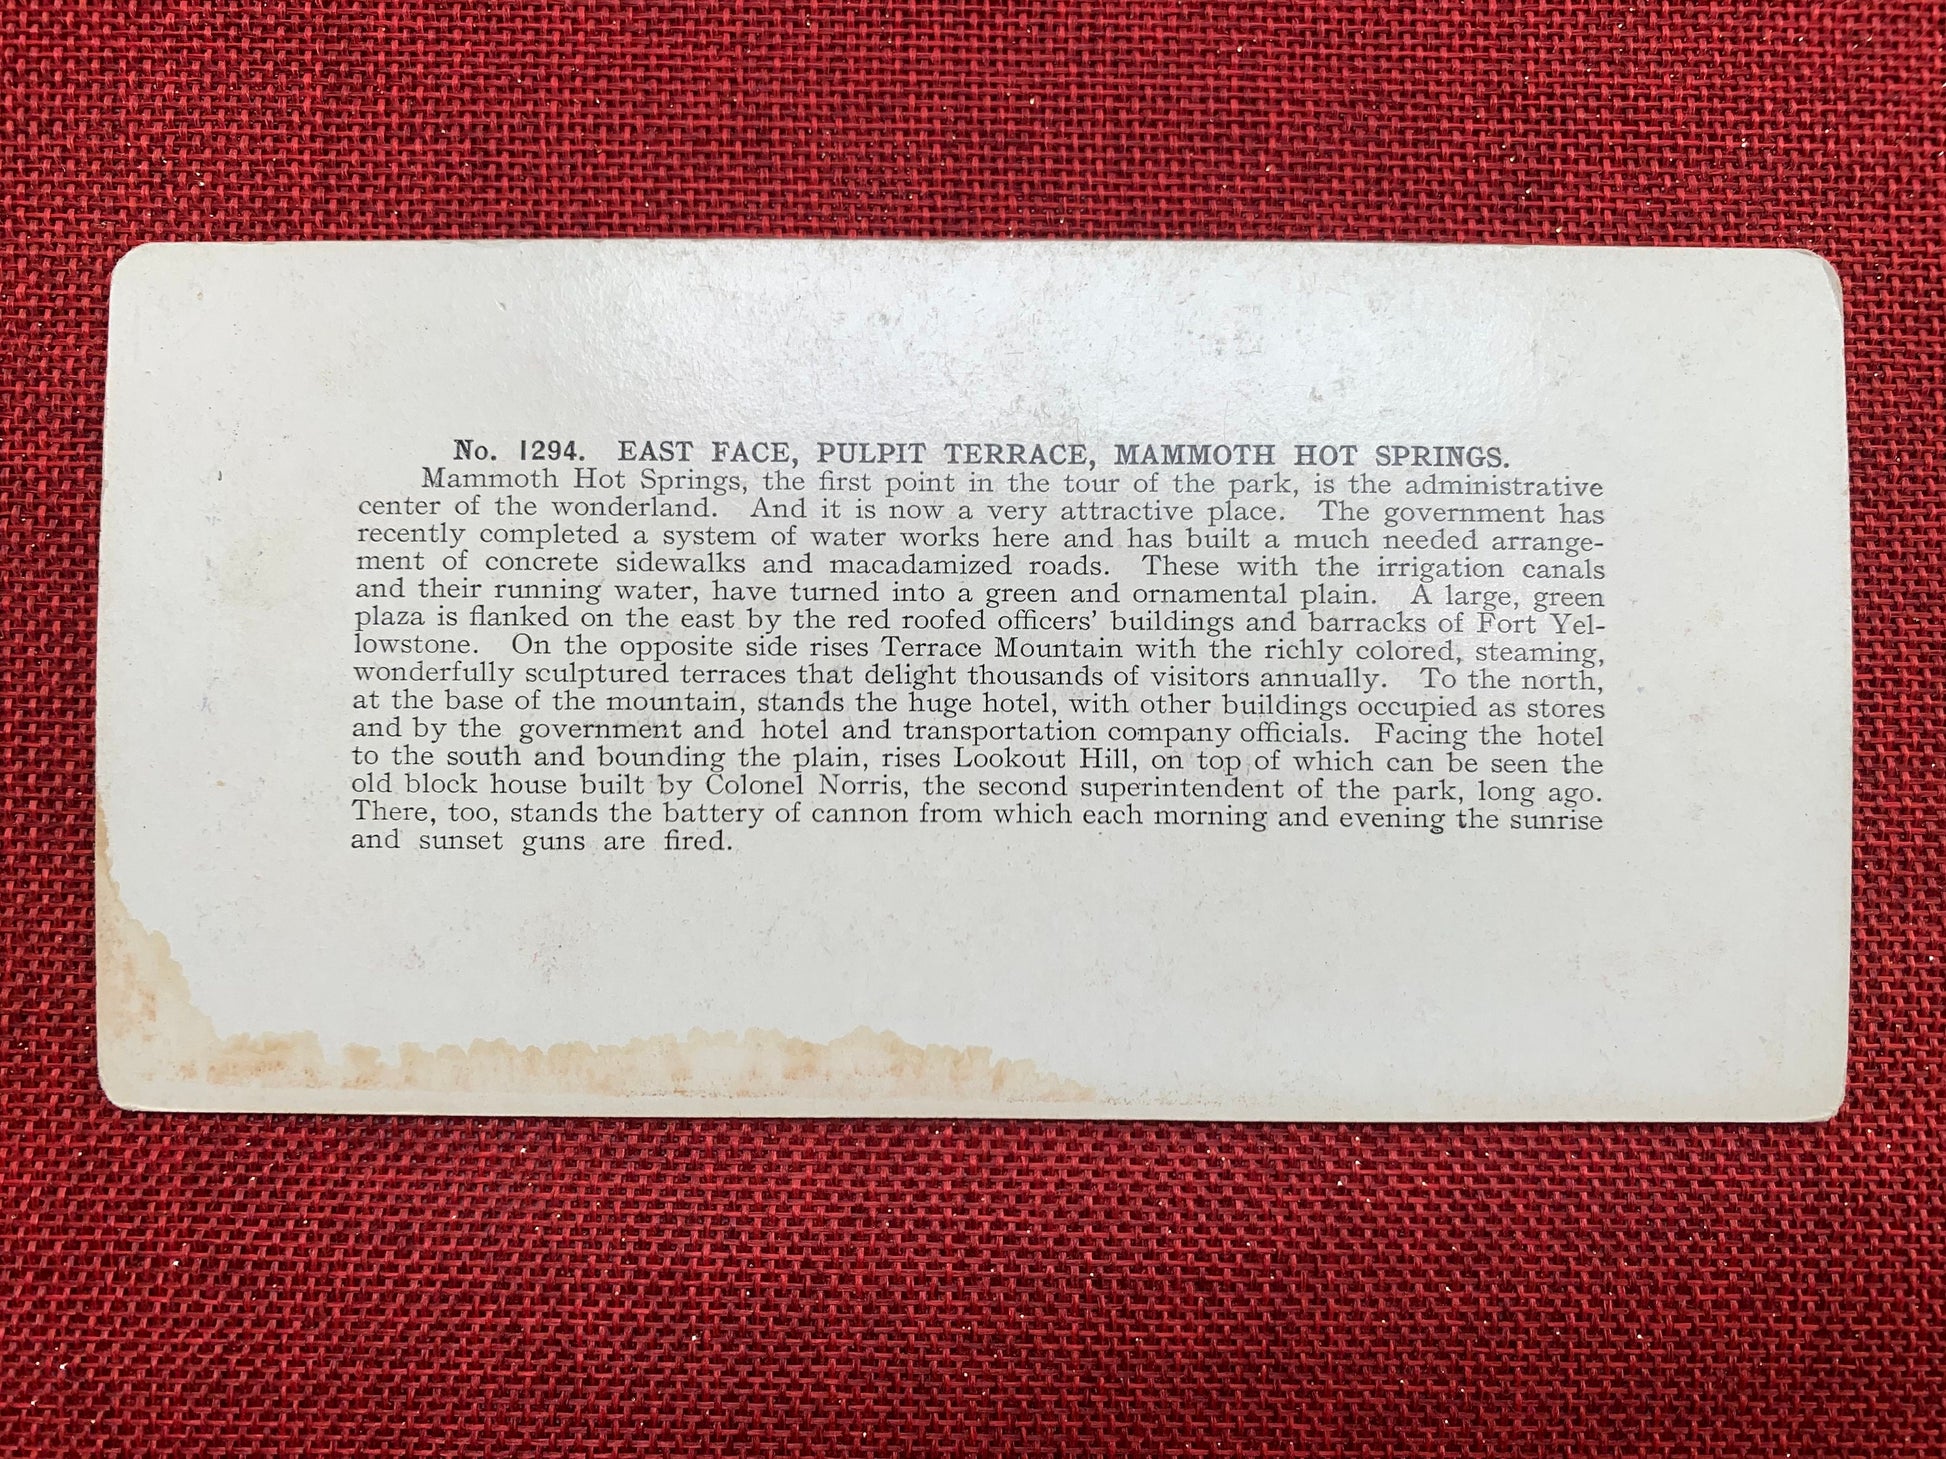 No. 1294. EAST FACE, PULPIT TERRACE, MAMMOTH HOT SPRINGS.
Mammoth Hot Springs, the first point in the tour of the park, is the administrative
center of the wonderland. And it is now a very attractive place. The government has
recently completed a system of water works here and has built a much needed arrange-
ment of concrete sidewalks and macadamized roads. These with the irrigation canals
and their running water, have turned into a green and ornamental plain. A large, green
plaza is flanked on the east by the red roofed officers' buildings and barracks of Fort Yel-
lowstone. On the opposite side rises Terrace Mountain with the richly colored, steaming,
wonderfully sculptured terraces that delight thousands of visitors annually. To the north,
at the base of the mountain, stands the huge hotel, with other buildings occupied as stores
and by the government and hotel and transportation company officials. Facing the hotel
to the south and bounding the plain, rises Lookout Hill, on top of which can be seen the
old block house built by Colonel Norris, the second superintendent of the park, long ago.
There, too, stands the battery of cannon from which each morning and evening the sunrise
and sunset guns are fired.